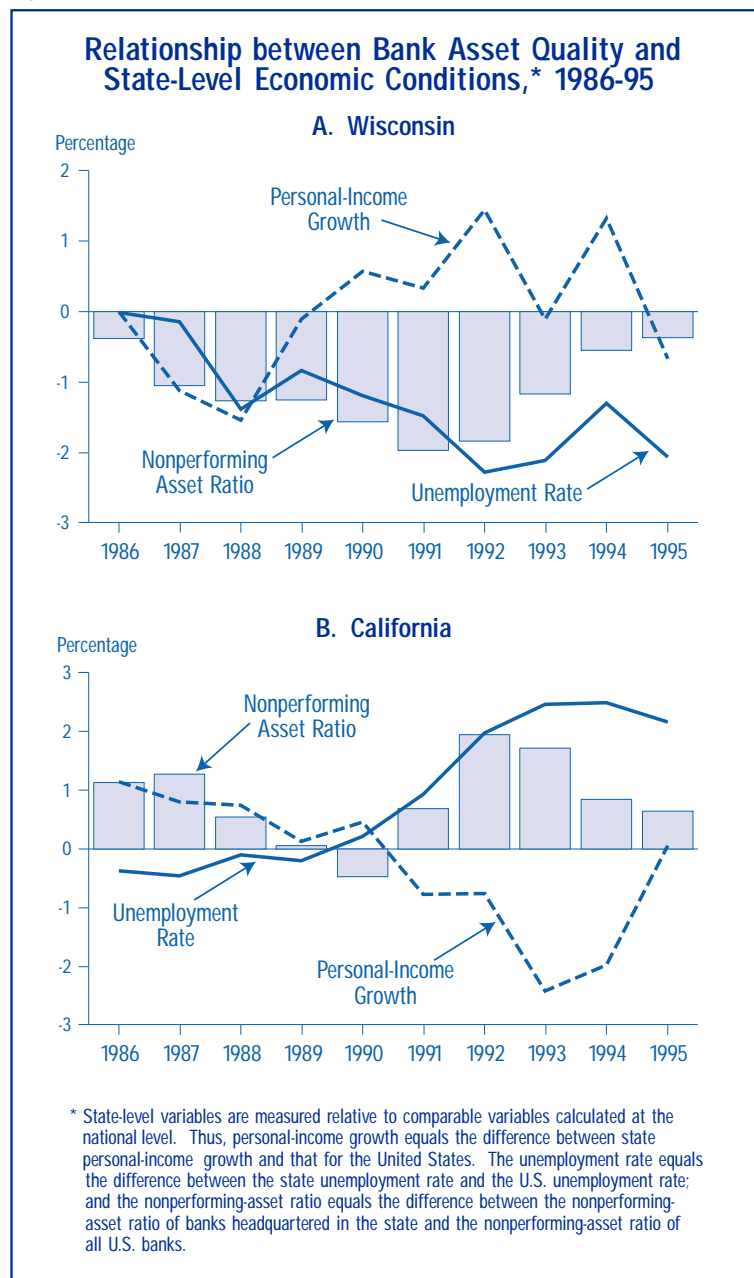 Relationship between Bank Asset Quality and
State-Level Economic Conditions,* 1986-95
A. Wisconsin
Percentage
2
1
0
-1
-2
-3
Personal-Income
Growth
Nonperforming
Asset Ratio
Unemployment Rate
1986 1987 1988 1989 1990 1991 1992 1993 1994 1995
B. California
Percentage
3
2
1
0
-1
-2
-3
Nonperforming
Asset Ratio
Unemployment
Rate
Personal-Income
Growth
1986 1987 1988 1989 1990 1991 1992 1993 1994 1995
* State-level variables are measured relative to comparable variables calculated at the
national level. Thus, personal-income growth equals the difference between state
personal-income growth and that for the United States. The unemployment rate equals
the difference between the state unemployment rate and the U.S. unemployment rate;
and the nonperforming-asset ratio equals the difference between the nonperforming-
asset ratio of banks headquartered in the state and the nonperforming-asset ratio of
all U.S. banks.